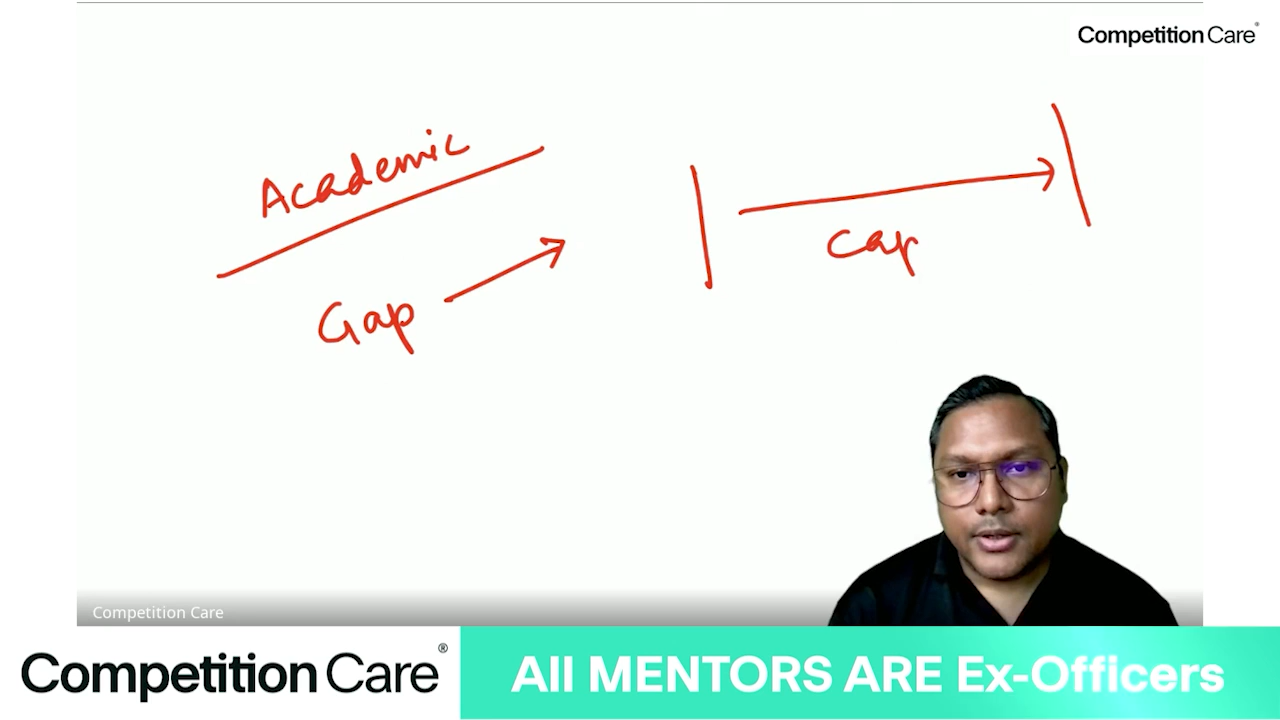 Competition Care®
Academic
Gap
Cap
Competition Care
Competition Care®
All MENTORS ARE Ex-Officers